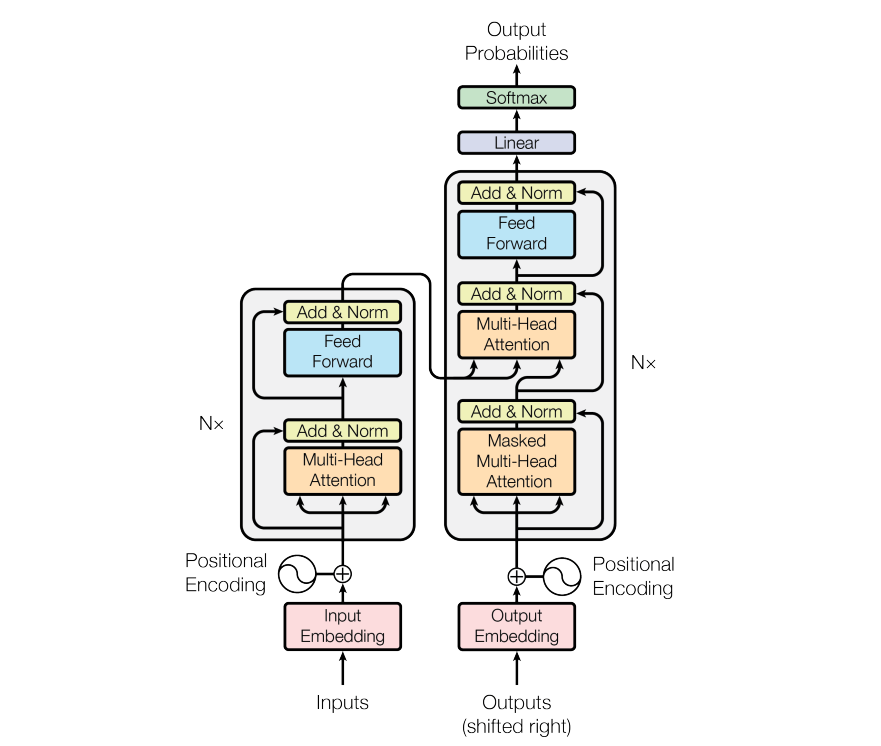 Output
Probabilities
Softmax
Linear
Add & Norm
Feed
Forward
Add & Norm
Multi-Head
Attention
Add & Norm
Masked
Multi-Head
Attention
Nx
Add & Norm
Feed
Forward
Add & Norm
Multi-Head
Attention
N×
Positional
Encoding
Positional
Encoding
Input
Embedding
Output
Embedding
Inputs
Outputs
(shifted right)